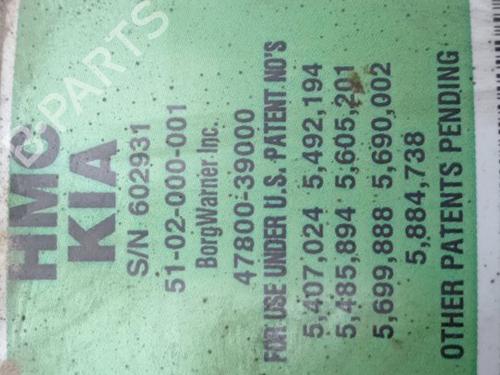 HMC
KIA
S/N 602931
51-02-000-001
BorgWarner Inc.
47800-39000
FOR USE UNDER U.S. PATENT NO'S
5,407,024 5,492,194
5,485,894 5,605,201
5,699,888 5,690,002
5,884,738
OTHER PATENTS PENDING
B-PARTS